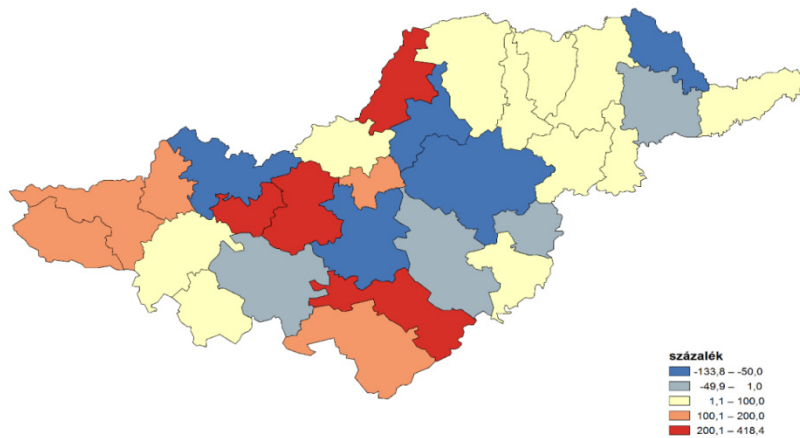 százalék
-133,8 – -50,0
-49,9 – 1,0
1,1 – 100,0
100,1 – 200,0
200,1 – 418,4